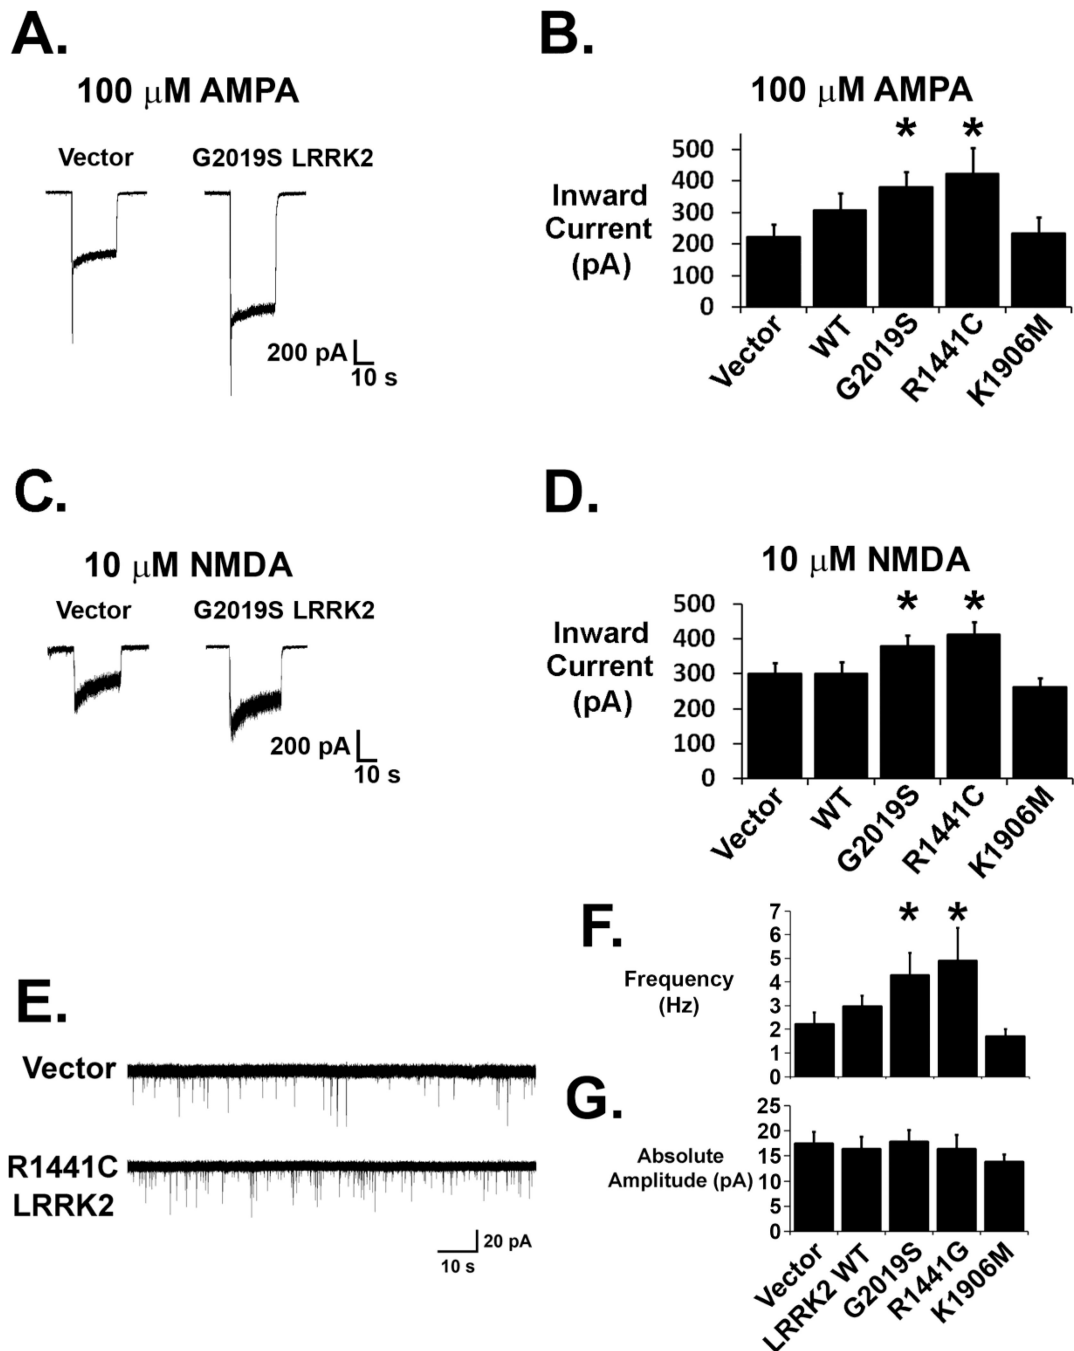 A.
100 μM AMPA
Vector
G2019S LRRK2
200 pA
10 s
B.
100 μM AMPA
* *
Inward
Current
(pA)
500
400
300
200
100
0
Vector
WT
G2019S
R1441C
K1906M
C.
10 μM NMDA
Vector
G2019S LRRK2
200 pA
10 s
D.
10 μM NMDA
* *
Inward
Current
(pA)
500
400
300
200
100
0
Vector
WT
G2019S
R1441C
K1906M
E.
Vector
R1441C
LRRK2
20 pA
10 s
F.
* *
Frequency
(Hz)
7
6
5
4
3
2
1
0
G.
Absolute
Amplitude (pA)
25
20
15
10
5
0
Vector
LRRK2 WT
G2019S
R1441G
K1906M